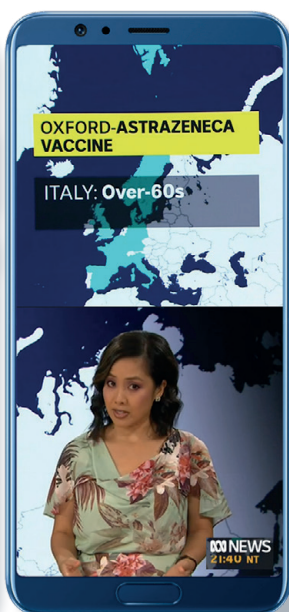 OXFORD-ASTRAZENECA
VACCINE
ITALY: Over-60s
NEWS
21:40 NT